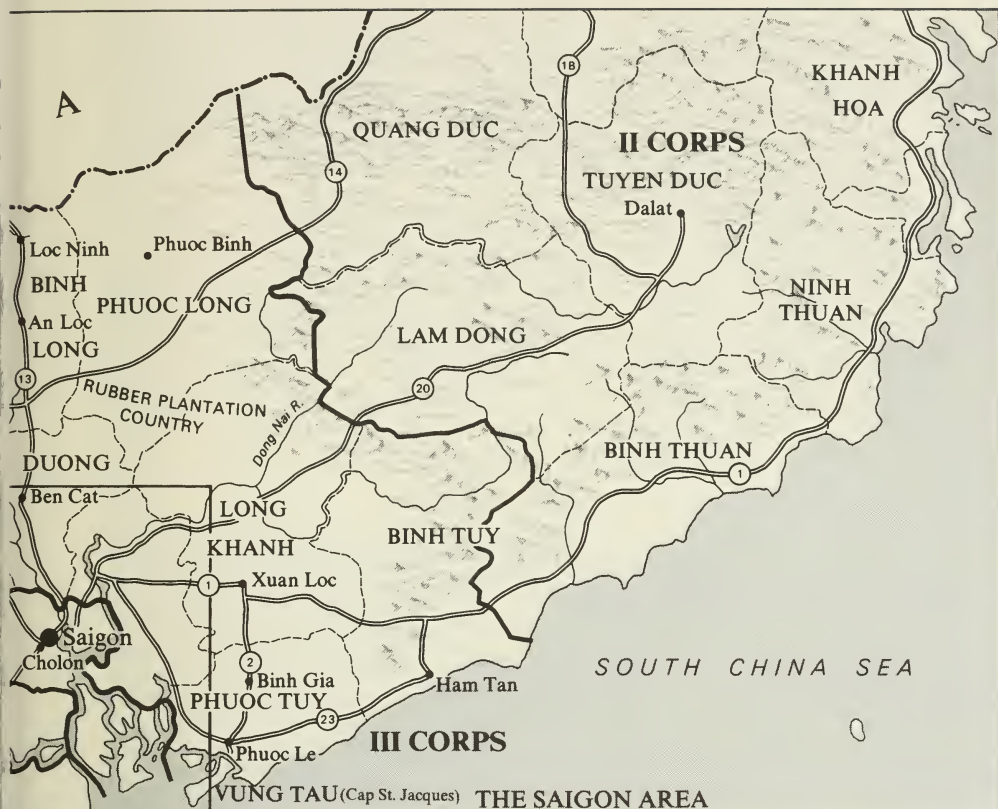 A
QUANG DUC
1B
KHANH
HOA
II CORPS
TUYEN DUC
Dalat
14
Loc Ninh
Phuoc Binh
BINH
PHUOC LONG
An Loc
LONG
13
LAM DONG
NINH
THUAN
20
RUBBER PLANTATION
COUNTRY
Dong Nai R.
BINH THUAN
1
DUONG
Ben Cat
LONG
KHANH
BINH TUY
1
Xuan Loc
Saigon
Cholon
2
Binh Gia
PHUOC TUY
23
Ham Tan
SOUTH CHINA SEA
III CORPS
Phuoc Le
VUNG TAU (Cap St. Jacques) THE SAIGON AREA